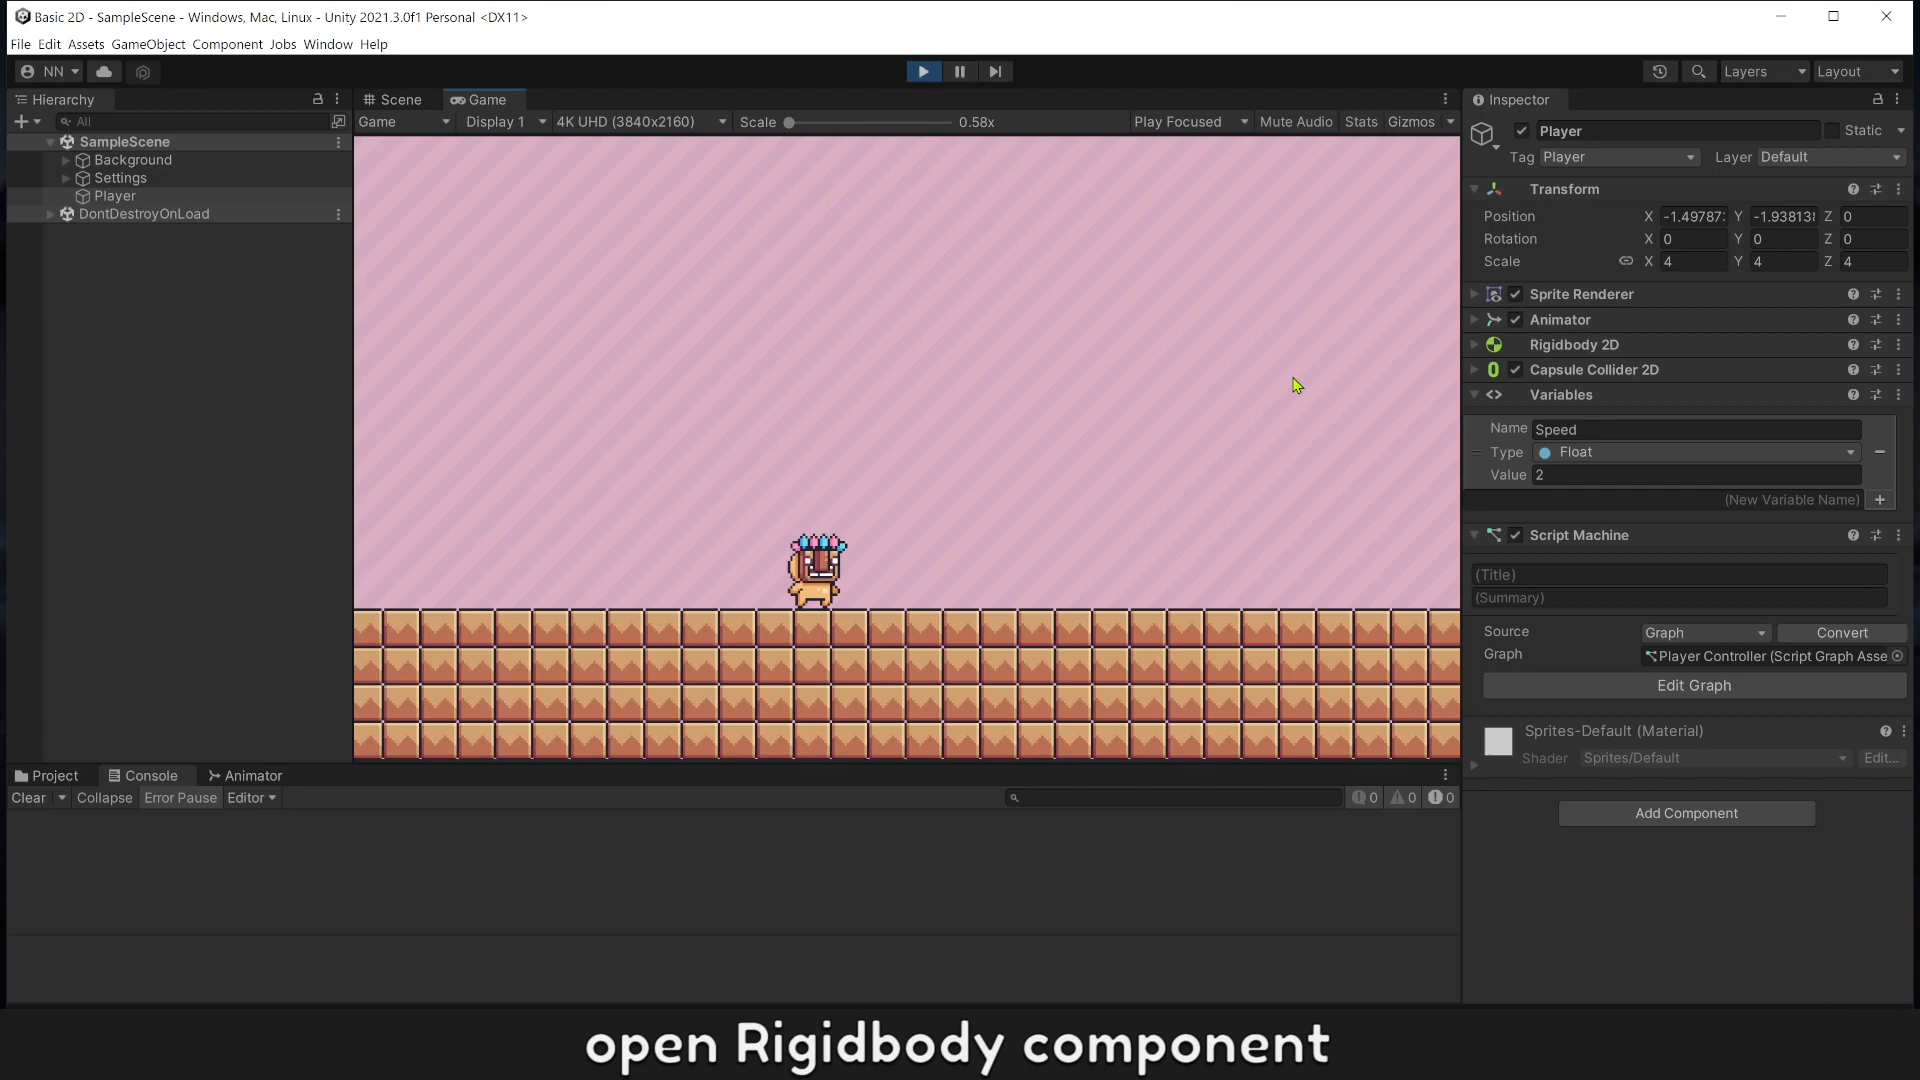 Basic 2D - SampleScene - Windows, Mac, Linux - Unity 2021.3.0f1 Personal <DX11>
File Edit Assets GameObject Component Jobs Window Help
NN
Layers
Layout
Hierarchy
All
SampleScene
Background
Settings
Player
DontDestroyOnLoad
Scene
Game
Game
Display 1
4K UHD (3840x2160)
Scale
0.58x
Play Focused
Mute Audio
Stats
Gizmos
Inspector
Player
Static
Tag Player
Layer Default
Transform
Position X -1.49787 Y -1.93813 Z 0
Rotation X 0 Y 0 Z 0
Scale X 4 Y 4 Z 4
Sprite Renderer
Animator
Rigidbody 2D
Capsule Collider 2D
Variables
Name Speed
Type Float
Value 2
(New Variable Name)
Script Machine
(Title)
(Summary)
Source Graph Convert
Graph Player Controller (Script Graph Asse
Edit Graph
Sprites-Default (Material)
Shader Sprites/Default Edit...
Add Component
Project
Console
Animator
Clear
Collapse
Error Pause
Editor
0
0
0
open Rigidbody component